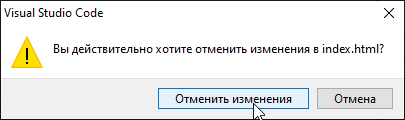 Visual Studio Code
Вы действительно хотите отменить изменения в index.html?
Отменить изменения
Отмена